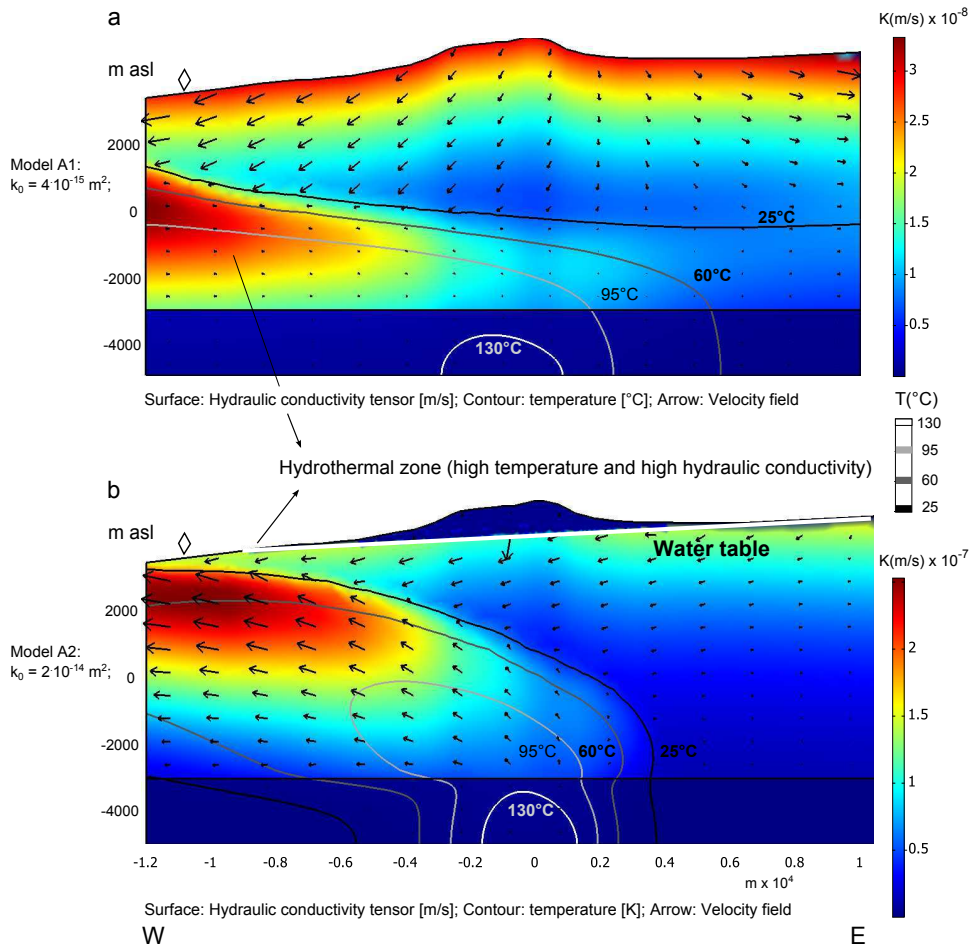 a
K(m/s) x 10-8
m asl
3
2.5
2
1.5
1
0.5
2000
0
-2000
-4000
Model A1:
k0 = 4·10-15 m2;
25°C
60°C
95°C
130°C
Surface: Hydraulic conductivity tensor [m/s]; Contour: temperature [°C]; Arrow: Velocity field
T(°C)
130
95
60
25
Hydrothermal zone (high temperature and high hydraulic conductivity)
b
m asl
Water table
K(m/s) x 10-7
2
1.5
1
0.5
2000
0
-2000
-4000
Model A2:
k0 = 2·10-14 m2;
95°C
60°C
25°C
130°C
-1.2
-1
-0.8
-0.6
-0.4
-0.2
0
0.2
0.4
0.6
0.8
1
m x 104
Surface: Hydraulic conductivity tensor [m/s]; Contour: temperature [K]; Arrow: Velocity field
W
E